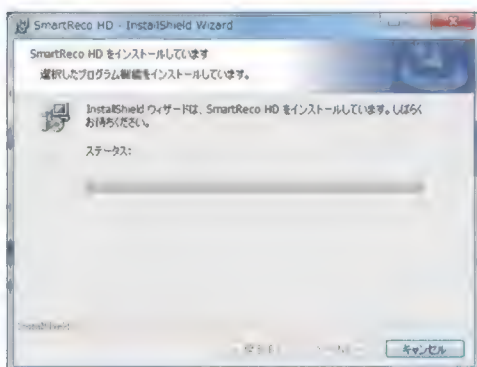 SmartReco HD - InstallShield Wizard
SmartReco HD をインストールしています
選択したプログラム機能をインストールしています。
InstallShield ウィザードは、SmartReco HD をインストールしています。しばらく
お待ちください。
ステータス:
InstallShield
キャンセル